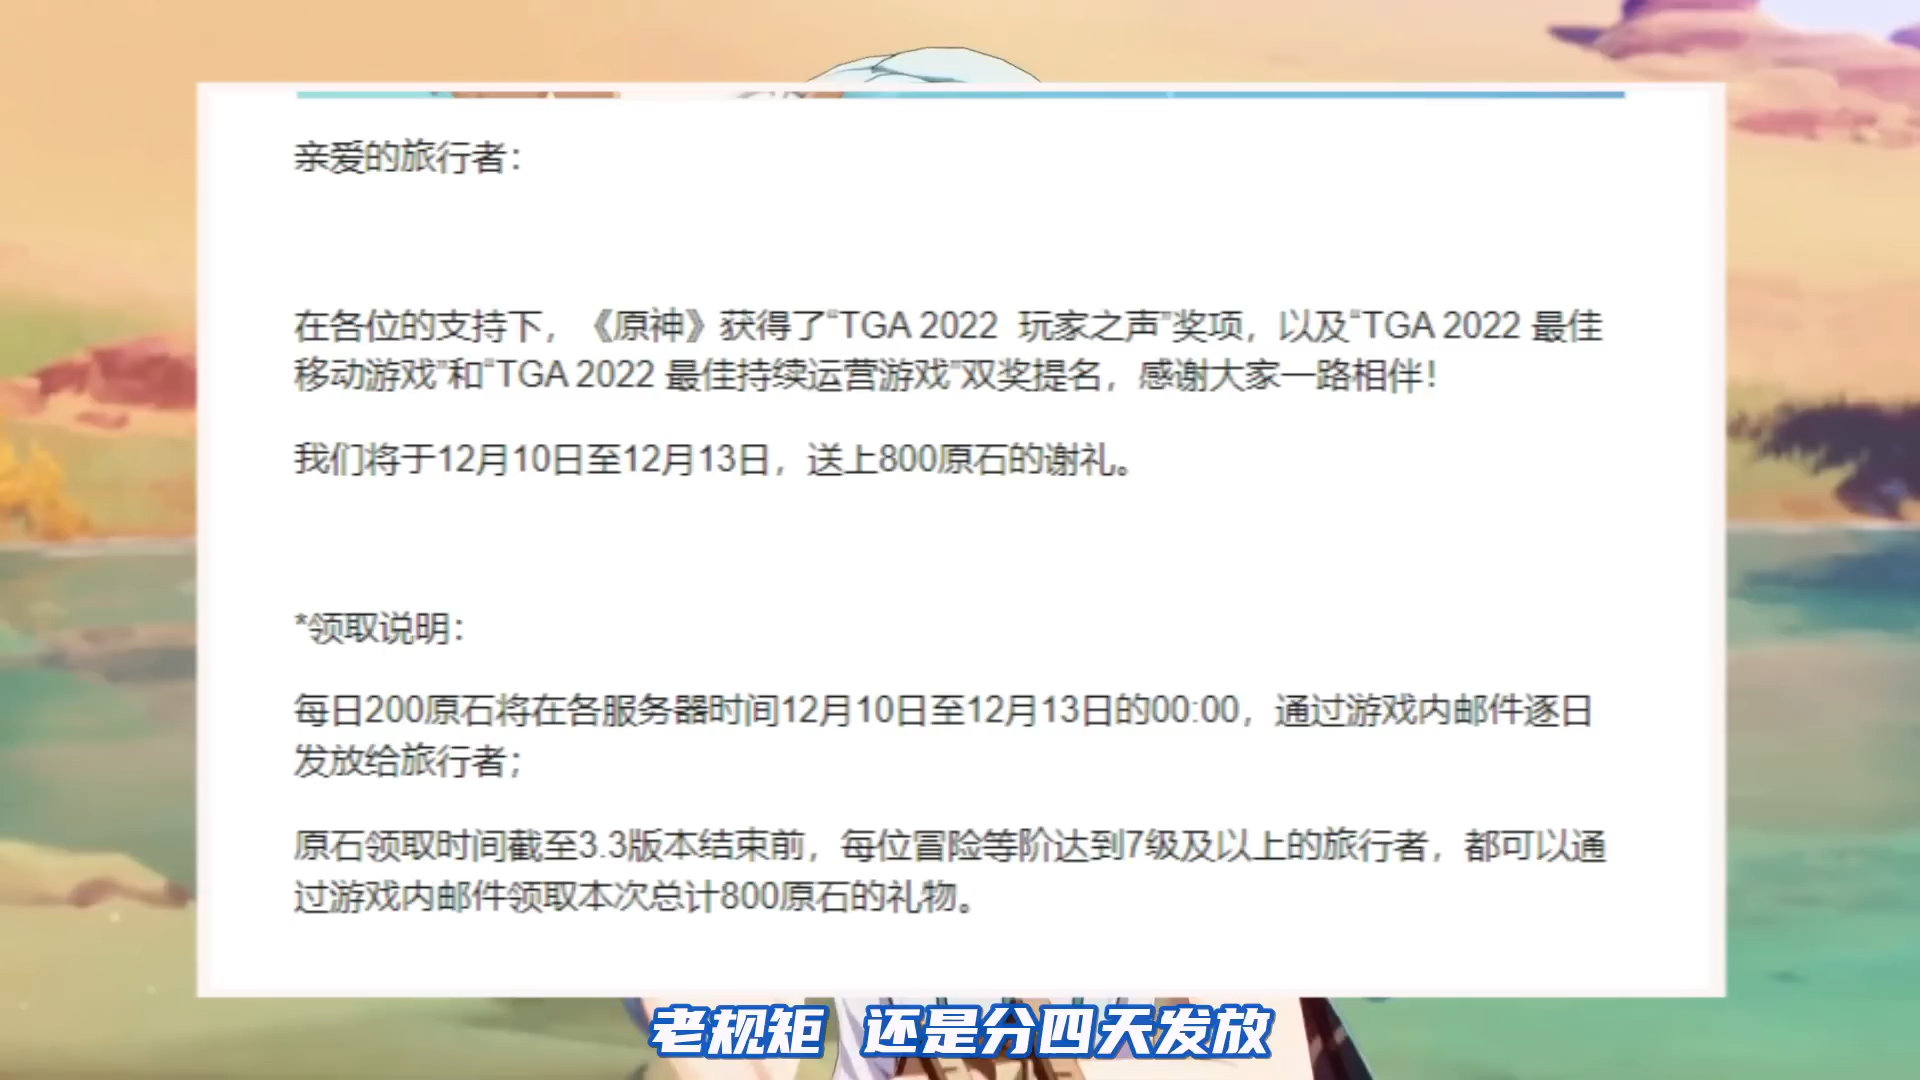 亲爱的旅行者：
在各位的支持下，《原神》获得了“TGA 2022 玩家之声”奖项，以及“TGA 2022 最佳
移动游戏”和“TGA 2022 最佳持续运营游戏”双奖提名，感谢大家一路相伴！
我们将于12月10日至12月13日，送上800原石的谢礼。
*领取说明：
每日200原石将在各服务器时间12月10日至12月13日的00:00，通过游戏内邮件逐日
发放给旅行者；
原石领取时间截至3.3版本结束前，每位冒险等阶达到7级及以上的旅行者，都可以通
过游戏内邮件领取本次总计800原石的礼物。
老规矩 还是分四天发放